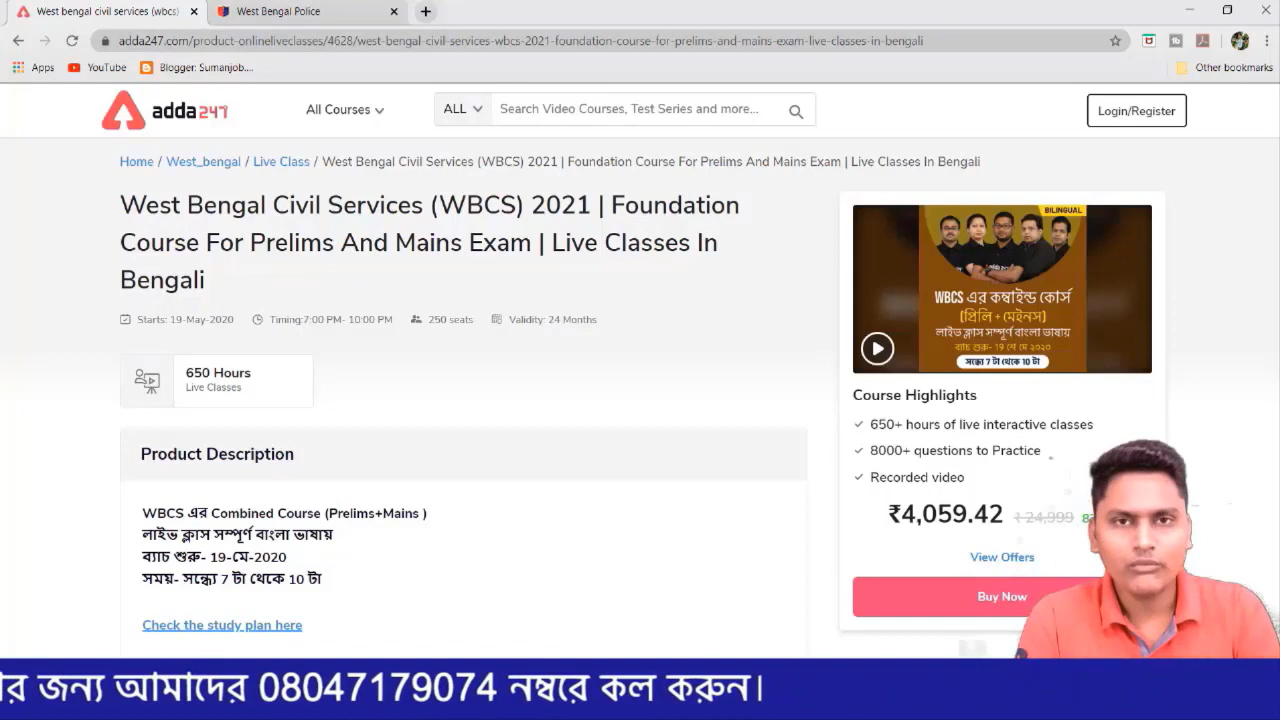 West bengal civil services (wbcs)
West Bengal Police
adda247.com/product-onlineliveclasses/4628/west-bengal-civil-services-wbcs-2021-foundation-course-for-prelims-and-mains-exam-live-classes-in-bengali
Apps YouTube Blogger: Sumanjob.... Other bookmarks
adda247 All Courses ALL Search Video Courses, Test Series and more... Login/Register
Home / West_bengal / Live Class / West Bengal Civil Services (WBCS) 2021 | Foundation Course For Prelims And Mains Exam | Live Classes In Bengali
West Bengal Civil Services (WBCS) 2021 | Foundation
Course For Prelims And Mains Exam | Live Classes In
Bengali
Starts: 19-May-2020 Timing:7:00 PM- 10:00 PM 250 seats Validity: 24 Months
650 Hours
Live Classes
Product Description
WBCS এর Combined Course (Prelims+Mains )
লাইভ ক্লাস সম্পূর্ণ বাংলা ভাষায়
ব্যাচ শুরু- 19-মে-2020
সময়- সন্ধ্যে 7 টা থেকে 10 টা
Check the study plan here
BILINGUAL
WBCS এর কম্বাইন্ড কোর্স
(প্রিলি + মেইনস)
লাইভ ক্লাস সম্পূর্ণ বাংলা ভাষায়
ব্যাচ শুরু- ১৯ শে মে ২০২০
সন্ধ্যে 7 টা থেকে 10 টা
Course Highlights
650+ hours of live interactive classes
8000+ questions to Practice
Recorded video
₹4,059.42 ₹ 24,999
View Offers
Buy Now
জন্য আমাদের 08047179074 নম্বরে কল করুন।